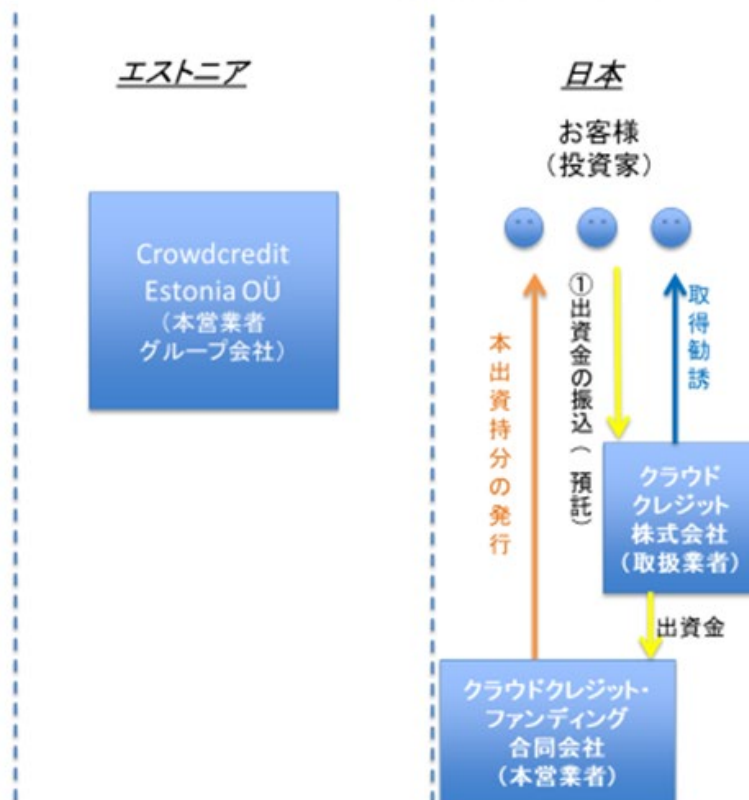 エストニア
日本
お客様
（投資家）
Crowdcredit
Estonia OÜ
（本営業者
グループ会社）
本出資持分の発行
①出資金の振込（預託）
取得勧誘
クラウド
クレジット
株式会社
（取扱業者）
出資金
クラウドクレジット・
ファンディング
合同会社
（本営業者）